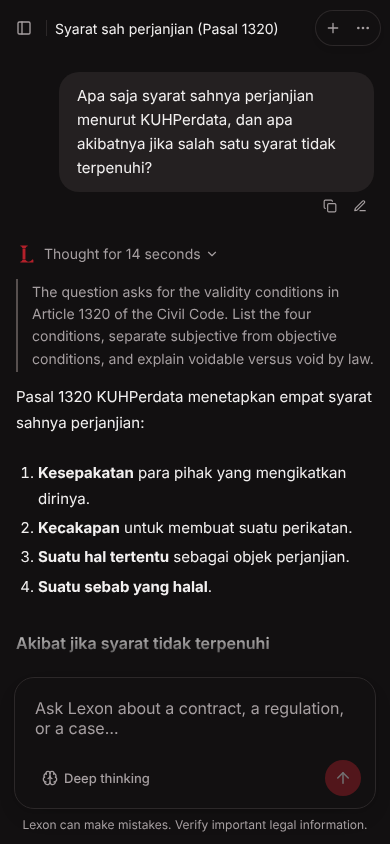 Syarat sah perjanjian (Pasal 1320)
Apa saja syarat sahnya perjanjian
menurut KUHPerdata, dan apa
akibatnya jika salah satu syarat tidak
terpenuhi?
L Thought for 14 seconds
The question asks for the validity conditions in
Article 1320 of the Civil Code. List the four
conditions, separate subjective from objective
conditions, and explain voidable versus void by law.
Pasal 1320 KUHPerdata menetapkan empat syarat
sahnya perjanjian:
1. Kesepakatan para pihak yang mengikatkan
dirinya.
2. Kecakapan untuk membuat suatu perikatan.
3. Suatu hal tertentu sebagai objek perjanjian.
4. Suatu sebab yang halal.
Akibat jika syarat tidak terpenuhi
Ask Lexon about a contract, a regulation,
or a case...
Deep thinking
Lexon can make mistakes. Verify important legal information.